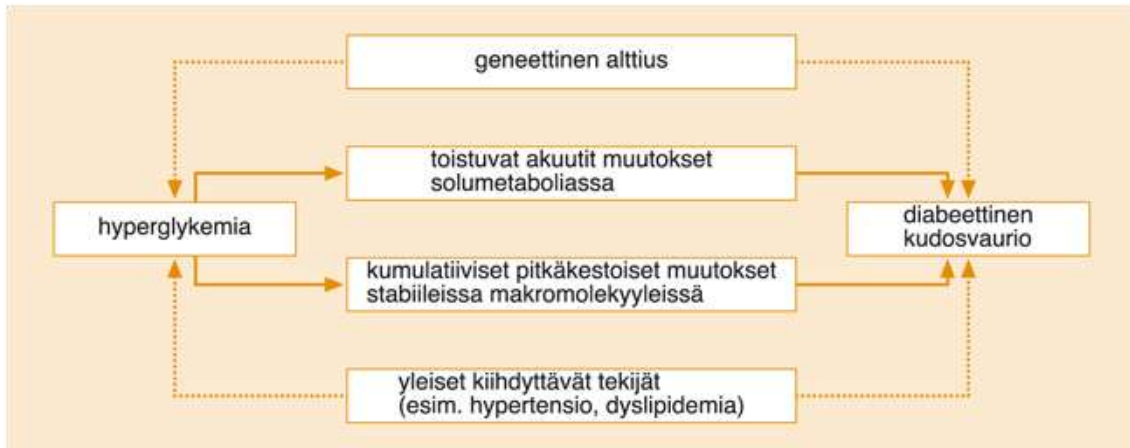 geneettinen alttius
toistuvat akuutit muutokset
solumetaboliassa
hyperglykemia
diabeettinen
kudosvaurio
kumulatiiviset pitkäkestoiset muutokset
stabiileissa makromolekyyleissä
yleiset kiihdyttävät tekijät
(esim. hypertensio, dyslipidemia)